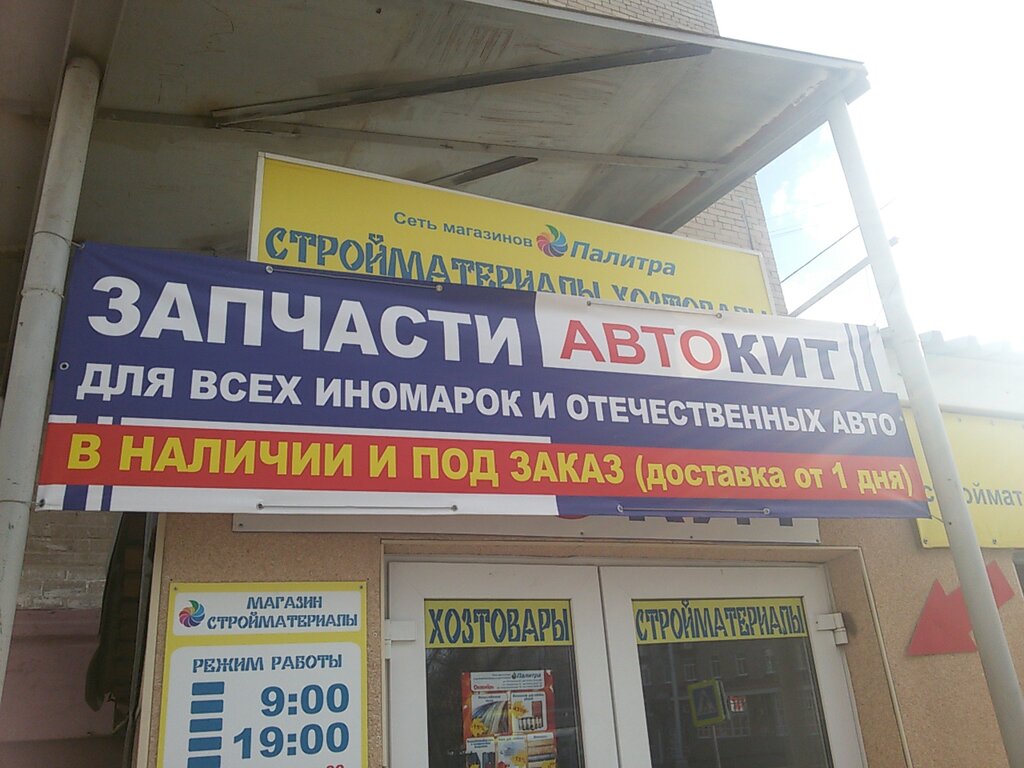 Сеть магазинов Палитра
СТРОЙМАТЕРИАЛЫ ХОЗТОВАРЫ
ЗАПЧАСТИ АВТОКИТ
ДЛЯ ВСЕХ ИНОМАРОК И ОТЕЧЕСТВЕННЫХ АВТО
В НАЛИЧИИ И ПОД ЗАКАЗ (доставка от 1 дня)
МАГАЗИН
СТРОЙМАТЕРИАЛЫ
РЕЖИМ РАБОТЫ
9:00
19:00
ХОЗТОВАРЫ
СТРОЙМАТЕРИАЛЫ
Палитра